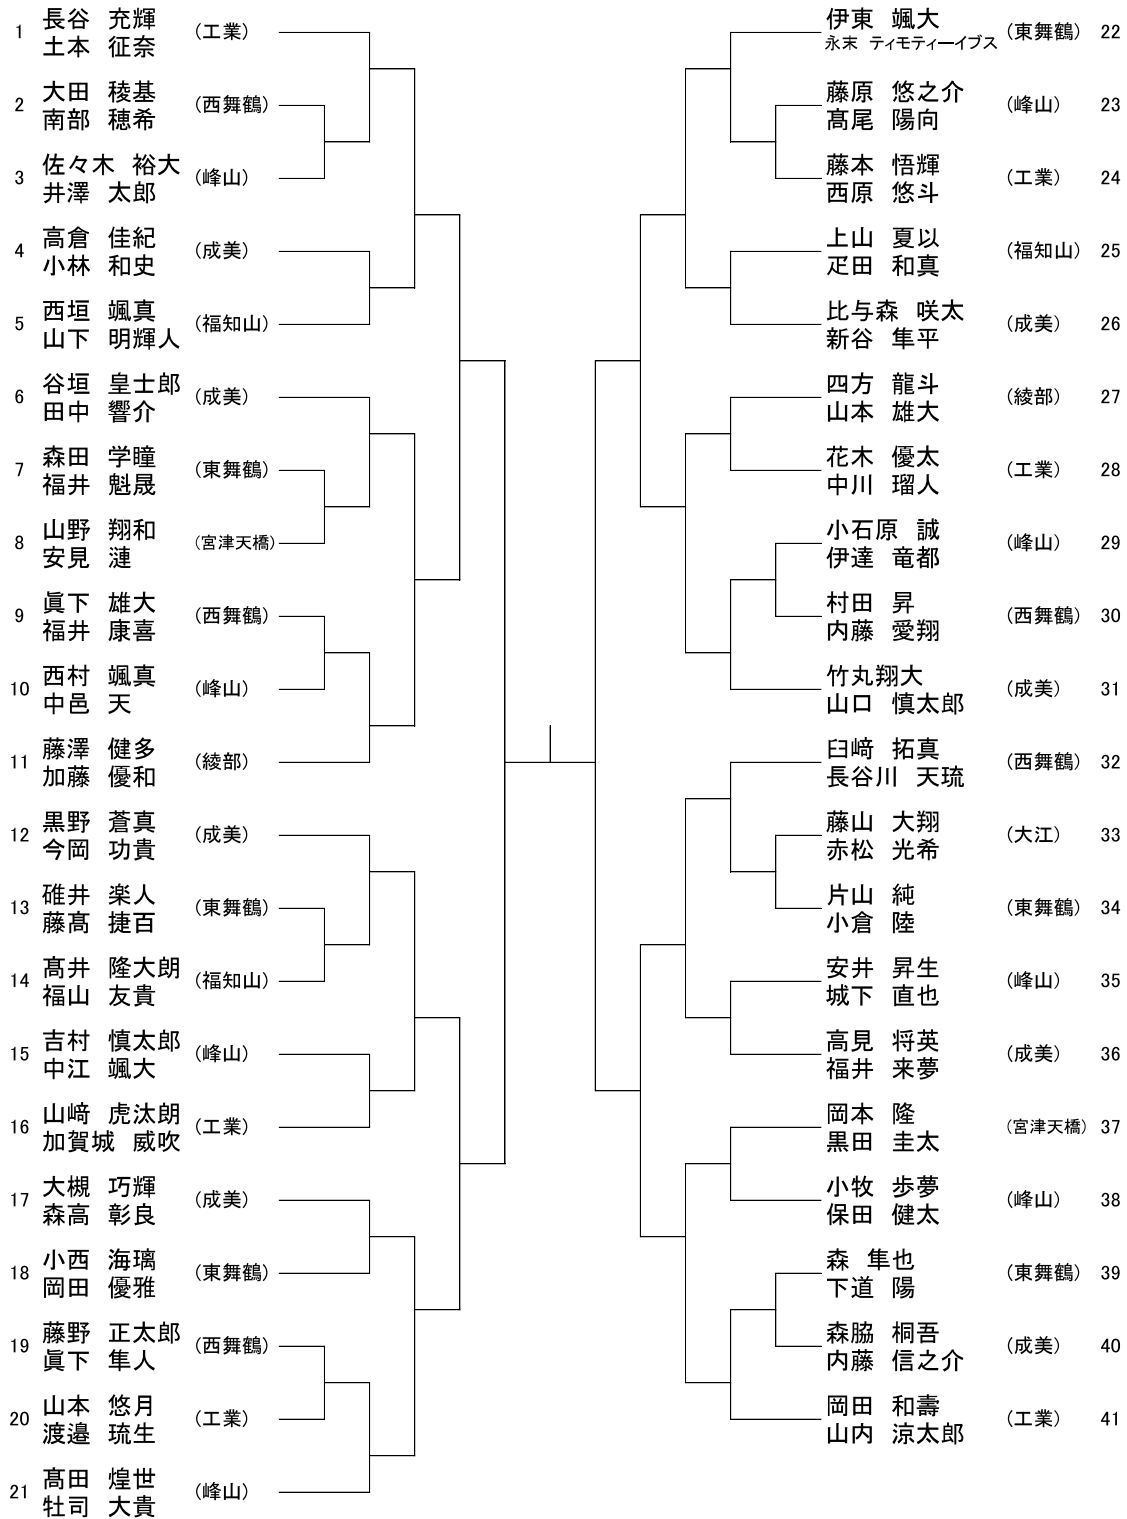 1 長谷 充輝 (工業)
土本 征奈
2 大田 稜基 (西舞鶴)
南部 穂希
3 佐々木 裕大 (峰山)
井澤 太郎
4 高倉 佳紀 (成美)
小林 和史
5 西垣 颯真 (福知山)
山下 明輝人
6 谷垣 皇士郎 (成美)
田中 響介
7 森田 学瞳 (東舞鶴)
福井 魁晟
8 山野 翔和 (宮津天橋)
安見 漣
9 眞下 雄大 (西舞鶴)
福井 康喜
10 西村 颯真 (峰山)
中邑 天
11 藤澤 健多 (綾部)
加藤 優和
12 黒野 蒼真 (成美)
今岡 功貴
13 碓井 楽人 (東舞鶴)
藤髙 捷百
14 髙井 隆大朗 (福知山)
福山 友貴
15 吉村 慎太郎 (峰山)
中江 颯大
16 山﨑 虎汰朗 (工業)
加賀城 威吹
17 大槻 巧輝 (成美)
森高 彰良
18 小西 海璃 (東舞鶴)
岡田 優雅
19 藤野 正太郎 (西舞鶴)
眞下 隼人
20 山本 悠月 (工業)
渡邉 琉生
21 髙田 煌世 (峰山)
牡司 大貴
伊東 颯大 (東舞鶴) 22
永末 ティモティーイブス
藤原 悠之介 (峰山) 23
髙尾 陽向
藤本 悟輝 (工業) 24
西原 悠斗
上山 夏以 (福知山) 25
疋田 和真
比与森 咲太 (成美) 26
新谷 隼平
四方 龍斗 (綾部) 27
山本 雄大
花木 優太 (工業) 28
中川 瑠人
小石原 誠 (峰山) 29
伊達 竜都
村田 昇 (西舞鶴) 30
内藤 愛翔
竹丸翔大 (成美) 31
山口 慎太郎
臼﨑 拓真 (西舞鶴) 32
長谷川 天琉
藤山 大翔 (大江) 33
赤松 光希
片山 純 (東舞鶴) 34
小倉 陸
安井 昇生 (峰山) 35
城下 直也
高見 将英 (成美) 36
福井 来夢
岡本 隆 (宮津天橋) 37
黒田 圭太
小牧 歩夢 (峰山) 38
保田 健太
森 隼也 (東舞鶴) 39
下道 陽
森脇 桐吾 (成美) 40
内藤 信之介
岡田 和壽 (工業) 41
山内 涼太郎